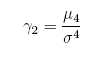 γ₂ = μ₄ / σ⁴